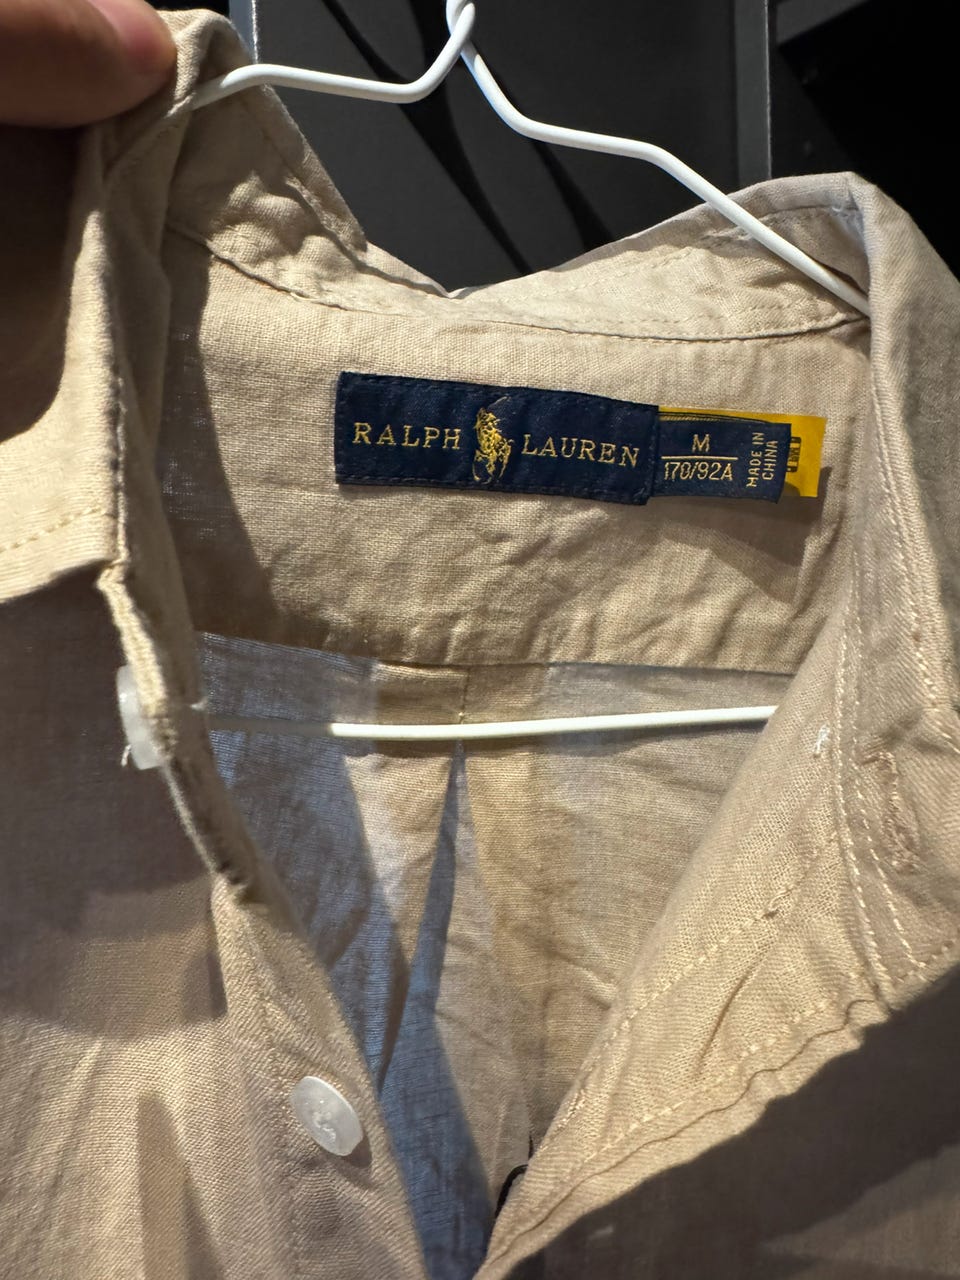 RALPH LAUREN
M
170/92A
MADE IN
CHINA